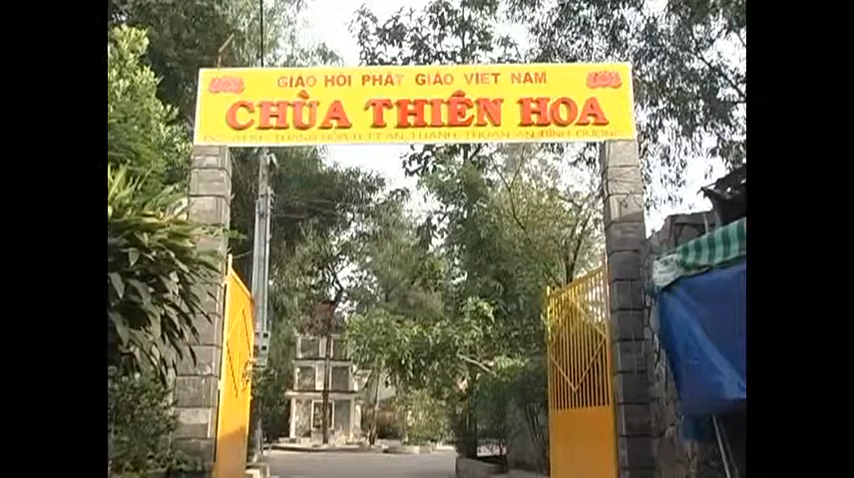 GIÁO HỘI PHẬT GIÁO VIỆT NAM
CHÙA THIÊN HOA
AN THẠNH THUẬN AN BÌNH DƯƠNG